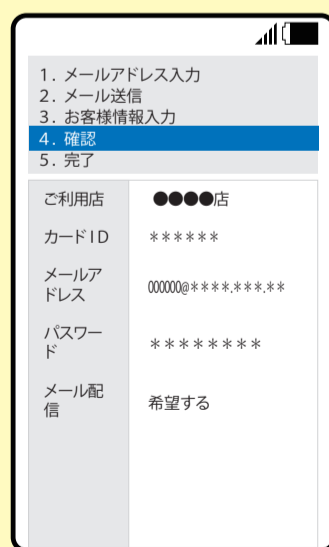 1. メールアドレス入力
2. メール送信
3. お客様情報入力
4. 確認
5. 完了
ご利用店 ●●●●店
カードID ******
メールア
ドレス 000000@****.***.**
パスワー
ド ********
メール配
信 希望する